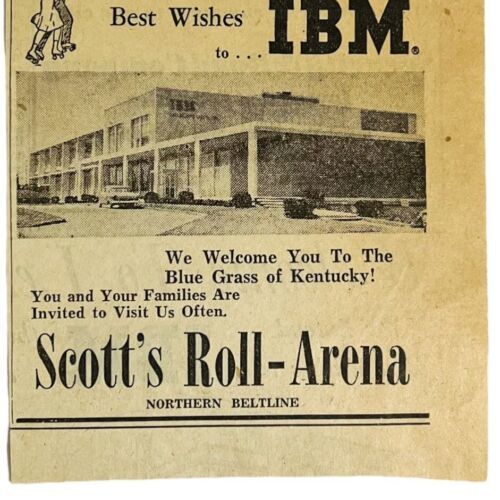 Best Wishes
to . . . IBM®
IBM
We Welcome You To The
Blue Grass of Kentucky!
You and Your Families Are
Invited to Visit Us Often.
Scott's Roll-Arena
NORTHERN BELTLINE